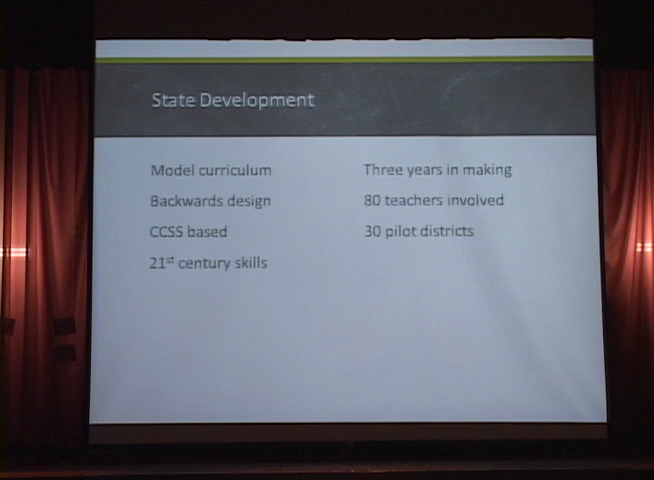 State Development
Model curriculum
Backwards design
CCSS based
21st century skills
Three years in making
80 teachers involved
30 pilot districts